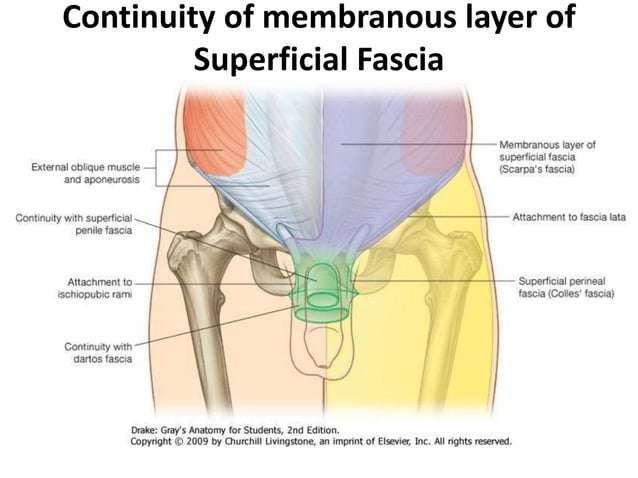 Continuity of membranous layer of
Superficial Fascia
External oblique muscle
and aponeurosis
Continuity with superficial
penile fascia
Attachment to
ischiopubic rami
Continuity with
dartos fascia
Membranous layer of
superficial fascia
(Scarpa's fascia)
Attachment to fascia lata
Superficial perineal
fascia (Colles' fascia)
Drake: Gray's Anatomy for Students, 2nd Edition.
Copyright © 2009 by Churchill Livingstone, an imprint of Elsevier, Inc. All rights reserved.